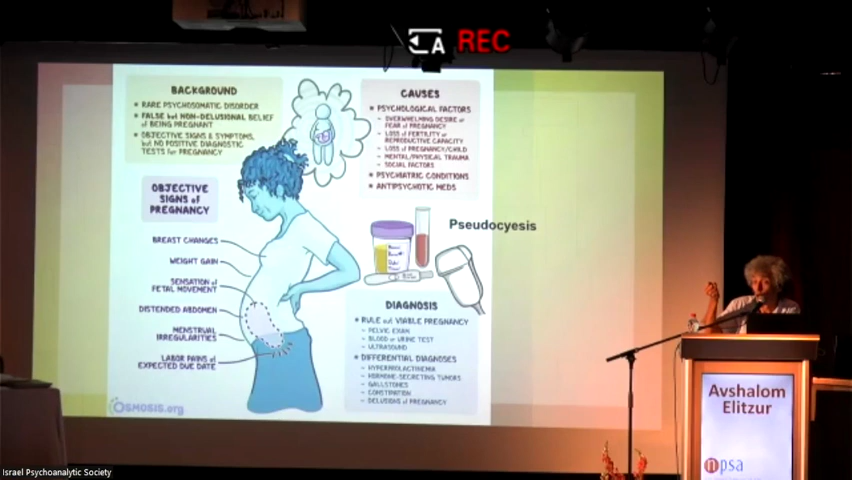 A REC
BACKGROUND
RARE PSYCHOSOMATIC DISORDER
FALSE but NON-DELUSIONAL BELIEF
of BEING PREGNANT
OBJECTIVE SIGNS & SYMPTOMS,
but NO POSITIVE DIAGNOSTIC
TESTS for PREGNANCY
CAUSES
PSYCHOLOGICAL FACTORS
- OVERWHELMING DESIRE or
FEAR of PREGNANCY
- LOSS of FERTILITY or
REPRODUCTIVE CAPACITY
- LOSS of PREGNANCY/CHILD
- MENTAL/PHYSICAL TRAUMA
- SOCIAL FACTORS
PSYCHIATRIC CONDITIONS
ANTIPSYCHOTIC MEDS
OBJECTIVE
SIGNS of
PREGNANCY
BREAST CHANGES
WEIGHT GAIN
SENSATION of
FETAL MOVEMENT
DISTENDED ABDOMEN
MENSTRUAL
IRREGULARITIES
LABOR PAINS at
EXPECTED DUE DATE
Pseudocyesis
DIAGNOSIS
RULE out VIABLE PREGNANCY
- PELVIC EXAM
- BLOOD or URINE TEST
- ULTRASOUND
DIFFERENTIAL DIAGNOSES
- HYPERPROLACTINEMIA
- HORMONE-SECRETING TUMORS
- GALLSTONES
- CONSTIPATION
- DELUSIONS of PREGNANCY
OSMOSIS.org
Avshalom
Elitzur
npsa
Israel Psychoanalytic Society